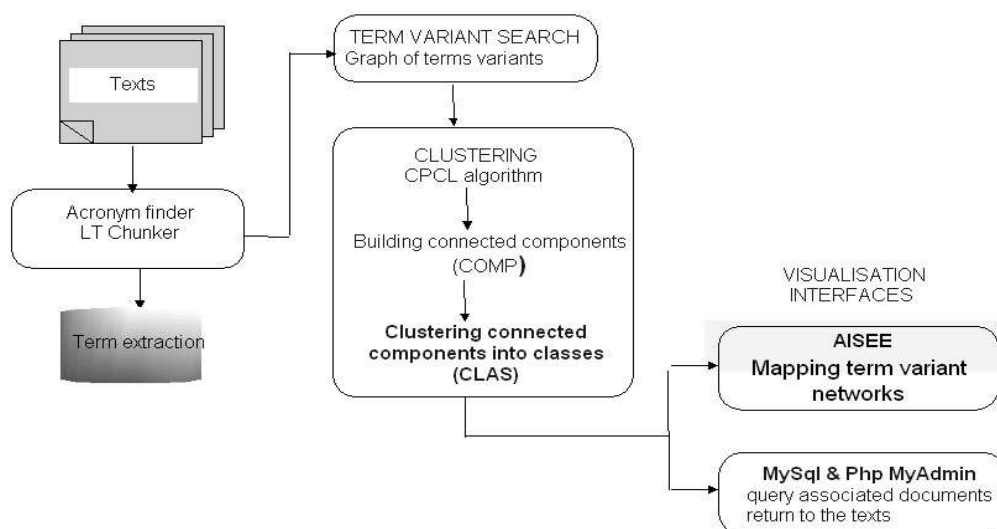 Texts
Acronym finder
LT Chunker
Term extraction
TERM VARIANT SEARCH
Graph of terms variants
CLUSTERING
CPCL algorithm
Building connected components
(COMP)
Clustering connected
components into classes
(CLAS)
VISUALISATION
INTERFACES
AISEE
Mapping term variant
networks
MySql & Php MyAdmin
query associated documents
return to the texts